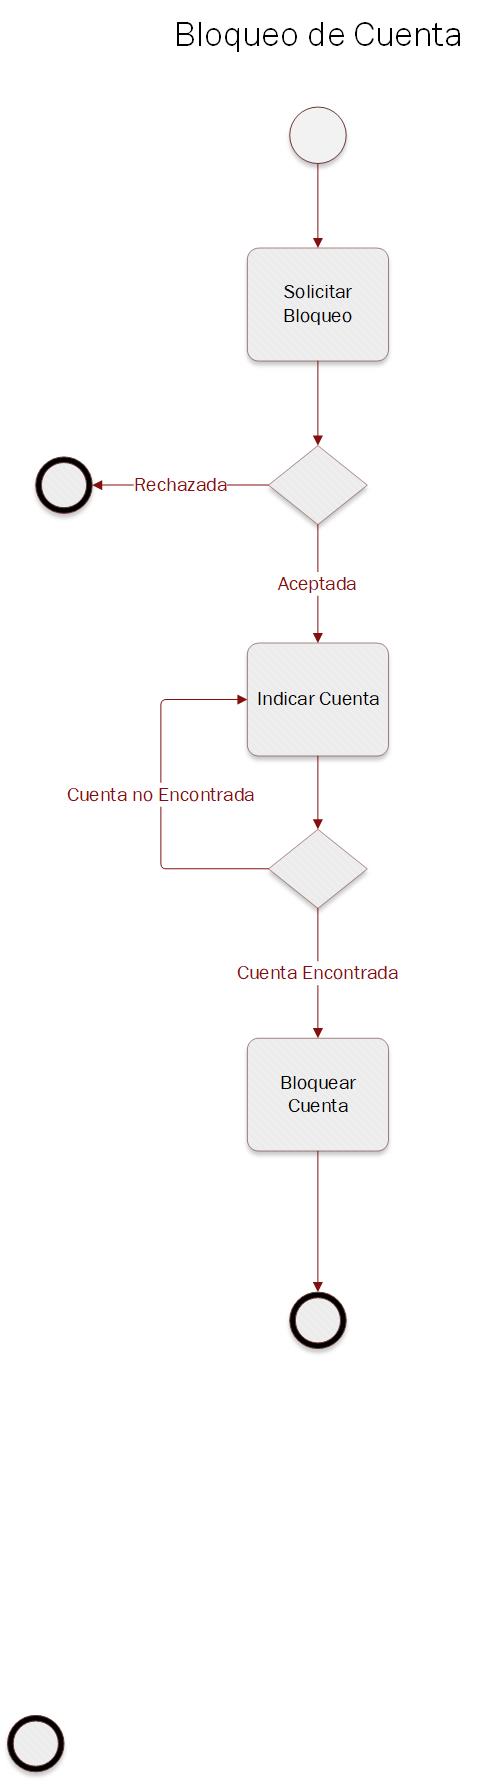 Bloqueo de Cuenta
Solicitar
Bloqueo
Rechazada
Aceptada
Indicar Cuenta
Cuenta no Encontrada
Cuenta Encontrada
Bloquear
Cuenta